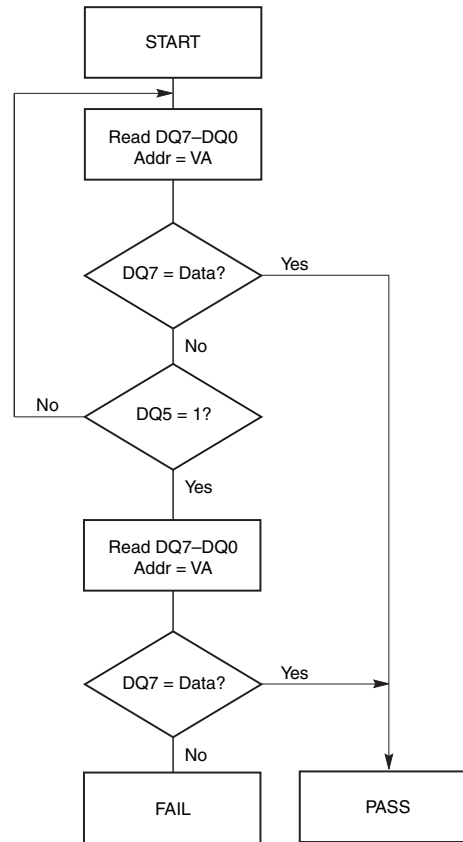 START
Read DQ7–DQ0
Addr = VA
DQ7 = Data?
Yes
No
No
DQ5 = 1?
Yes
Read DQ7–DQ0
Addr = VA
DQ7 = Data?
Yes
No
FAIL
PASS